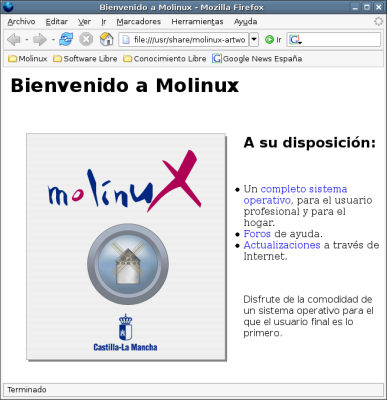 Bienvenido a Molinux - Mozilla Firefox
Archivo Editar Ver Ir Marcadores Herramientas Ayuda
file:///usr/share/molinux-artwo Ir G
Molinux Software Libre Conocimiento Libre Google News España
Bienvenido a Molinux
molinux
Castilla-La Mancha
A su disposición:
Un completo sistema
operativo, para el usuario
profesional y para el
hogar.
Foros de ayuda.
Actualizaciones a través de
Internet.
Disfrute de la comodidad de
un sistema operativo para el
que el usuario final es lo
primero.
Terminado